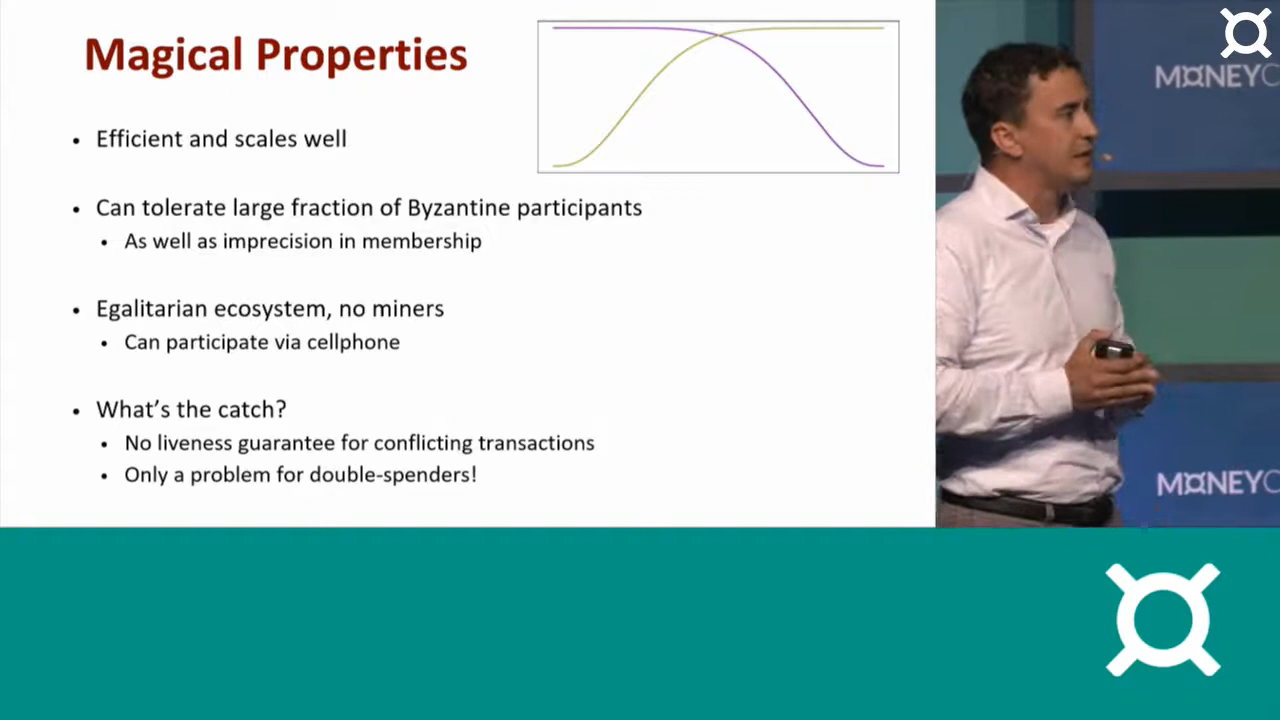 Magical Properties
• Efficient and scales well
• Can tolerate large fraction of Byzantine participants
• As well as imprecision in membership
• Egalitarian ecosystem, no miners
• Can participate via cellphone
• What’s the catch?
• No liveness guarantee for conflicting transactions
• Only a problem for double-spenders!
M¤NEYC
M¤NEYC